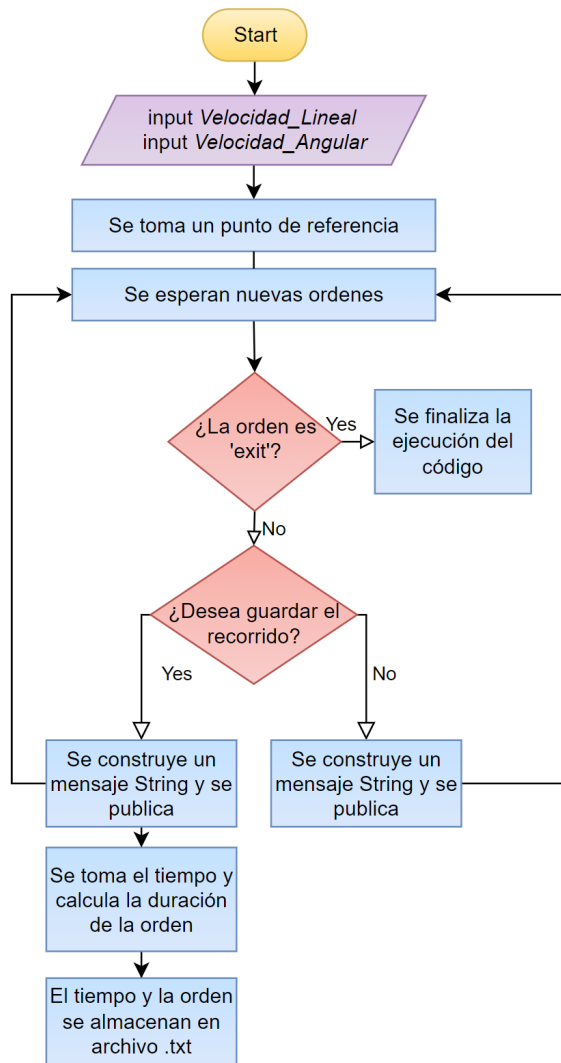 Start
input Velocidad_Lineal
input Velocidad_Angular
Se toma un punto de referencia
Se esperan nuevas ordenes
¿La orden es
'exit'?
Yes
Se finaliza la
ejecución del
código
No
¿Desea guardar el
recorrido?
Yes
No
Se construye un
mensaje String y se
publica
Se construye un
mensaje String y se
publica
Se toma el tiempo y
calcula la duración
de la orden
El tiempo y la orden
se almacenan en
archivo .txt